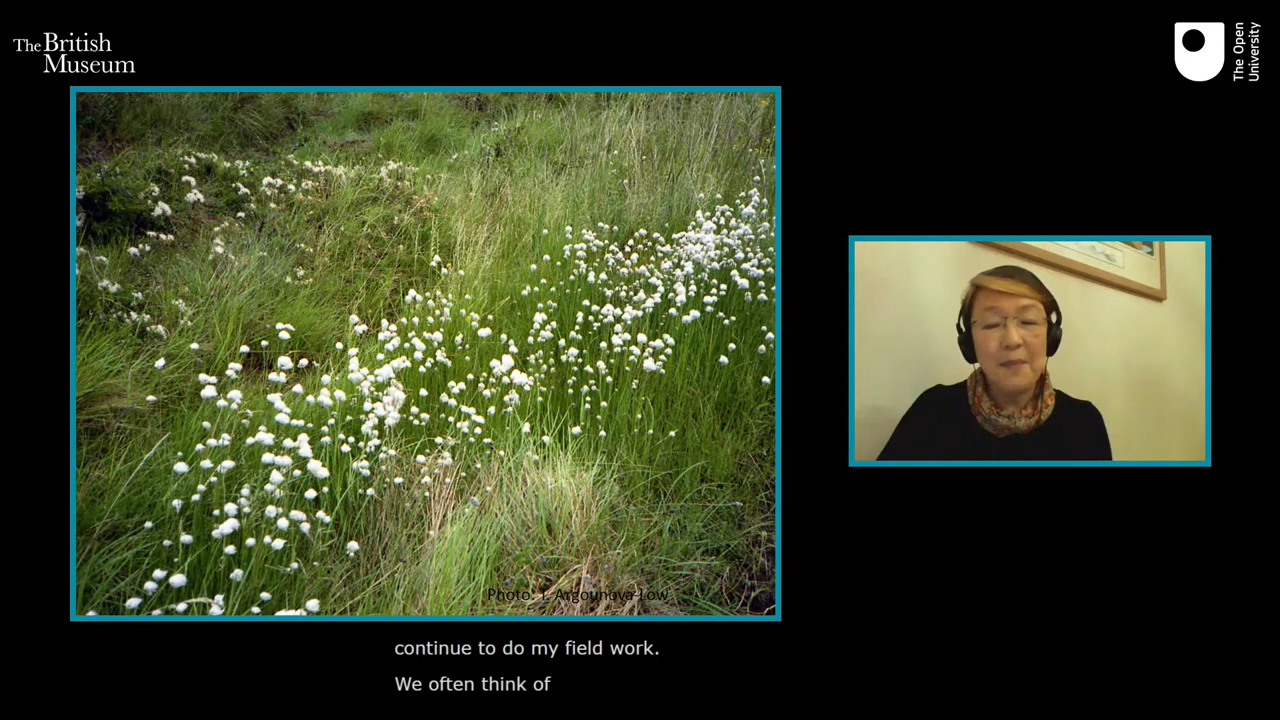 The British
Museum
The Open
University
Photo: T. Argounova-Low
continue to do my field work.
We often think of